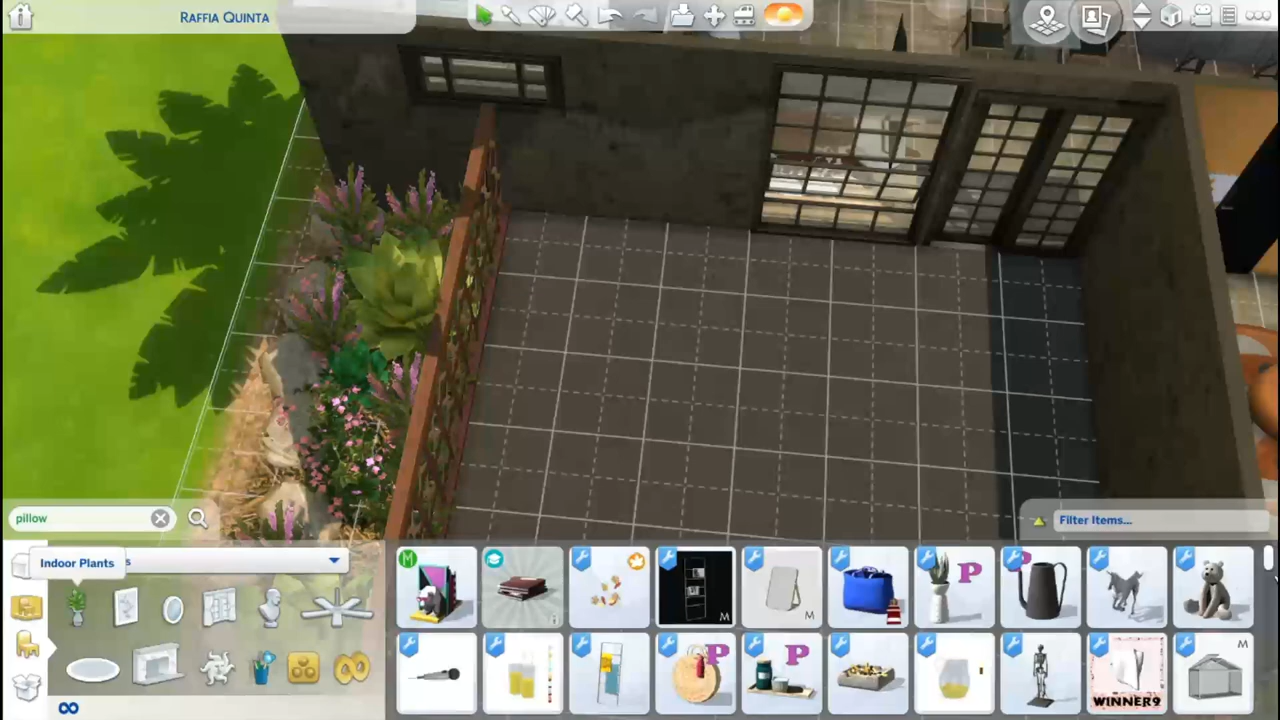 Raffia Quinta
pillow
Filter Items...
Indoor Plants
s
M
M
M
P
P
P
P
M
WINNER9